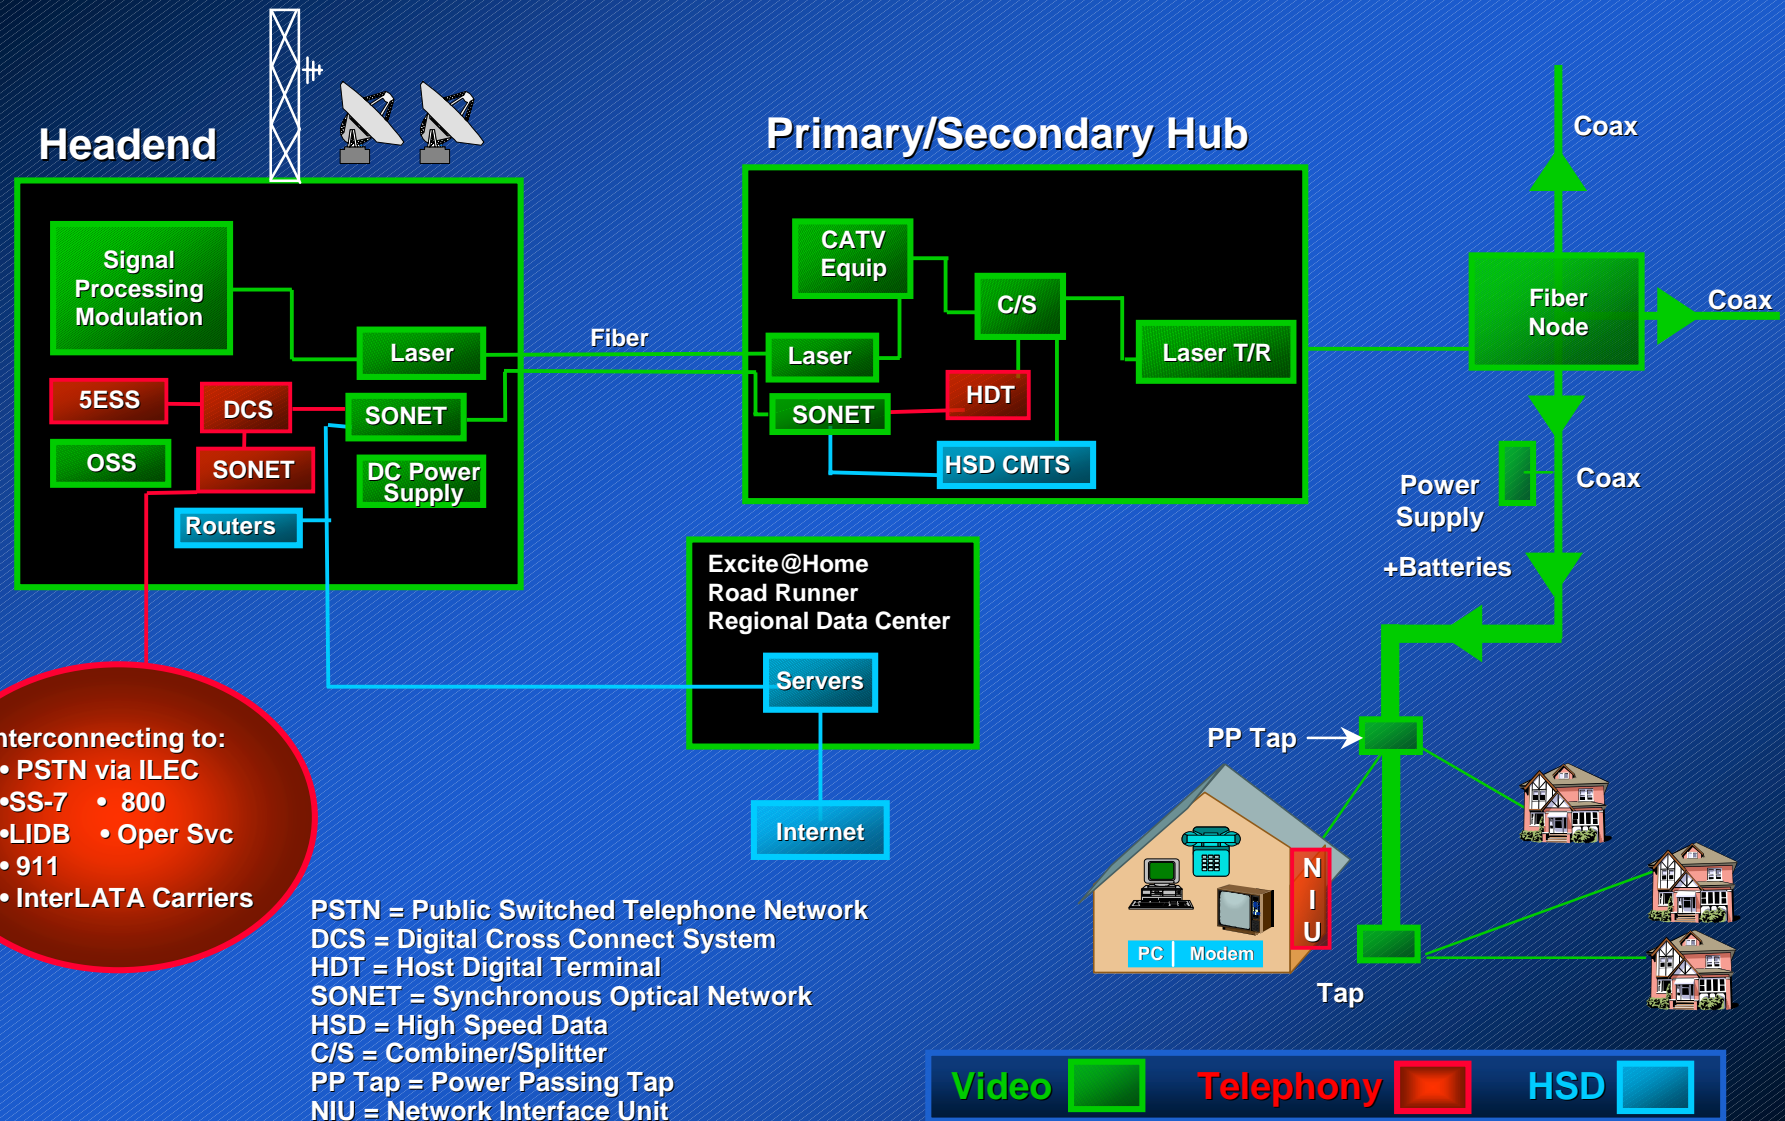 Headend
Signal
Processing
Modulation
Laser
5ESS
DCS
SONET
OSS
SONET
DC Power
Supply
Routers
Fiber
Primary/Secondary Hub
CATV
Equip
C/S
Laser
Laser T/R
HDT
SONET
HSD CMTS
Coax
Fiber
Node
Coax
Power
Supply
Coax
+Batteries
Excite@Home
Road Runner
Regional Data Center
Servers
Internet
nterconnecting to:
• PSTN via ILEC
•SS-7 • 800
•LIDB • Oper Svc
• 911
• InterLATA Carriers
PP Tap
N
I
U
PC Modem
Tap
PSTN = Public Switched Telephone Network
DCS = Digital Cross Connect System
HDT = Host Digital Terminal
SONET = Synchronous Optical Network
HSD = High Speed Data
C/S = Combiner/Splitter
PP Tap = Power Passing Tap
NIU = Network Interface Unit
Video Telephony HSD